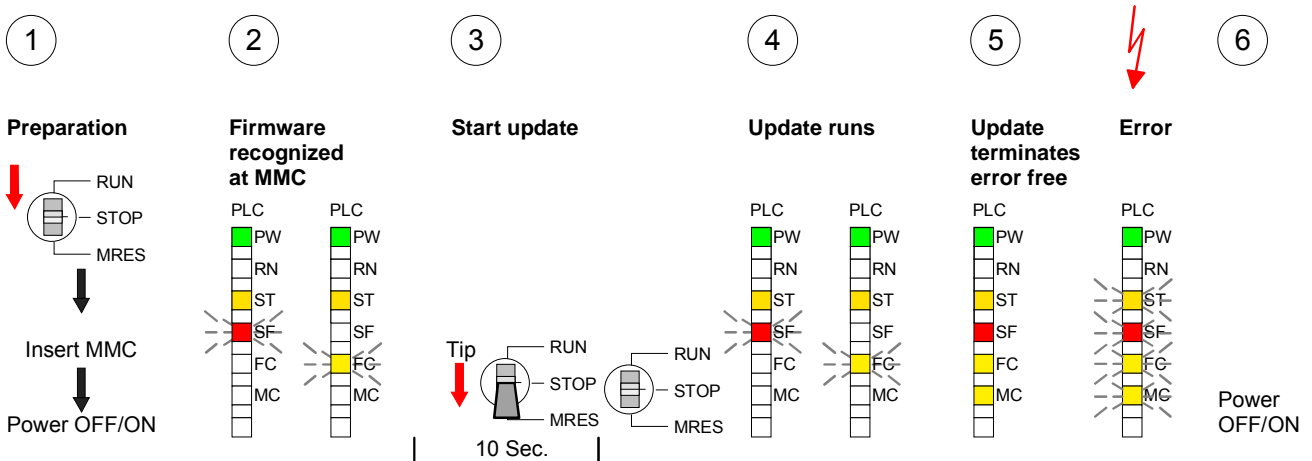 1
Preparation
RUN
STOP
MRES
Insert MMC
Power OFF/ON
2
Firmware
recognized
at MMC
PLC
PW
RN
ST
SF
FC
MC
PLC
PW
RN
ST
SF
FC
MC
3
Start update
Tip
RUN
STOP
MRES
10 Sec.
RUN
STOP
MRES
4
Update runs
PLC
PW
RN
ST
SF
FC
MC
PLC
PW
RN
ST
SF
FC
MC
5
Update
terminates
error free
PLC
PW
RN
ST
SF
FC
MC
Error
PLC
PW
RN
ST
SF
FC
MC
6
Power
OFF/ON